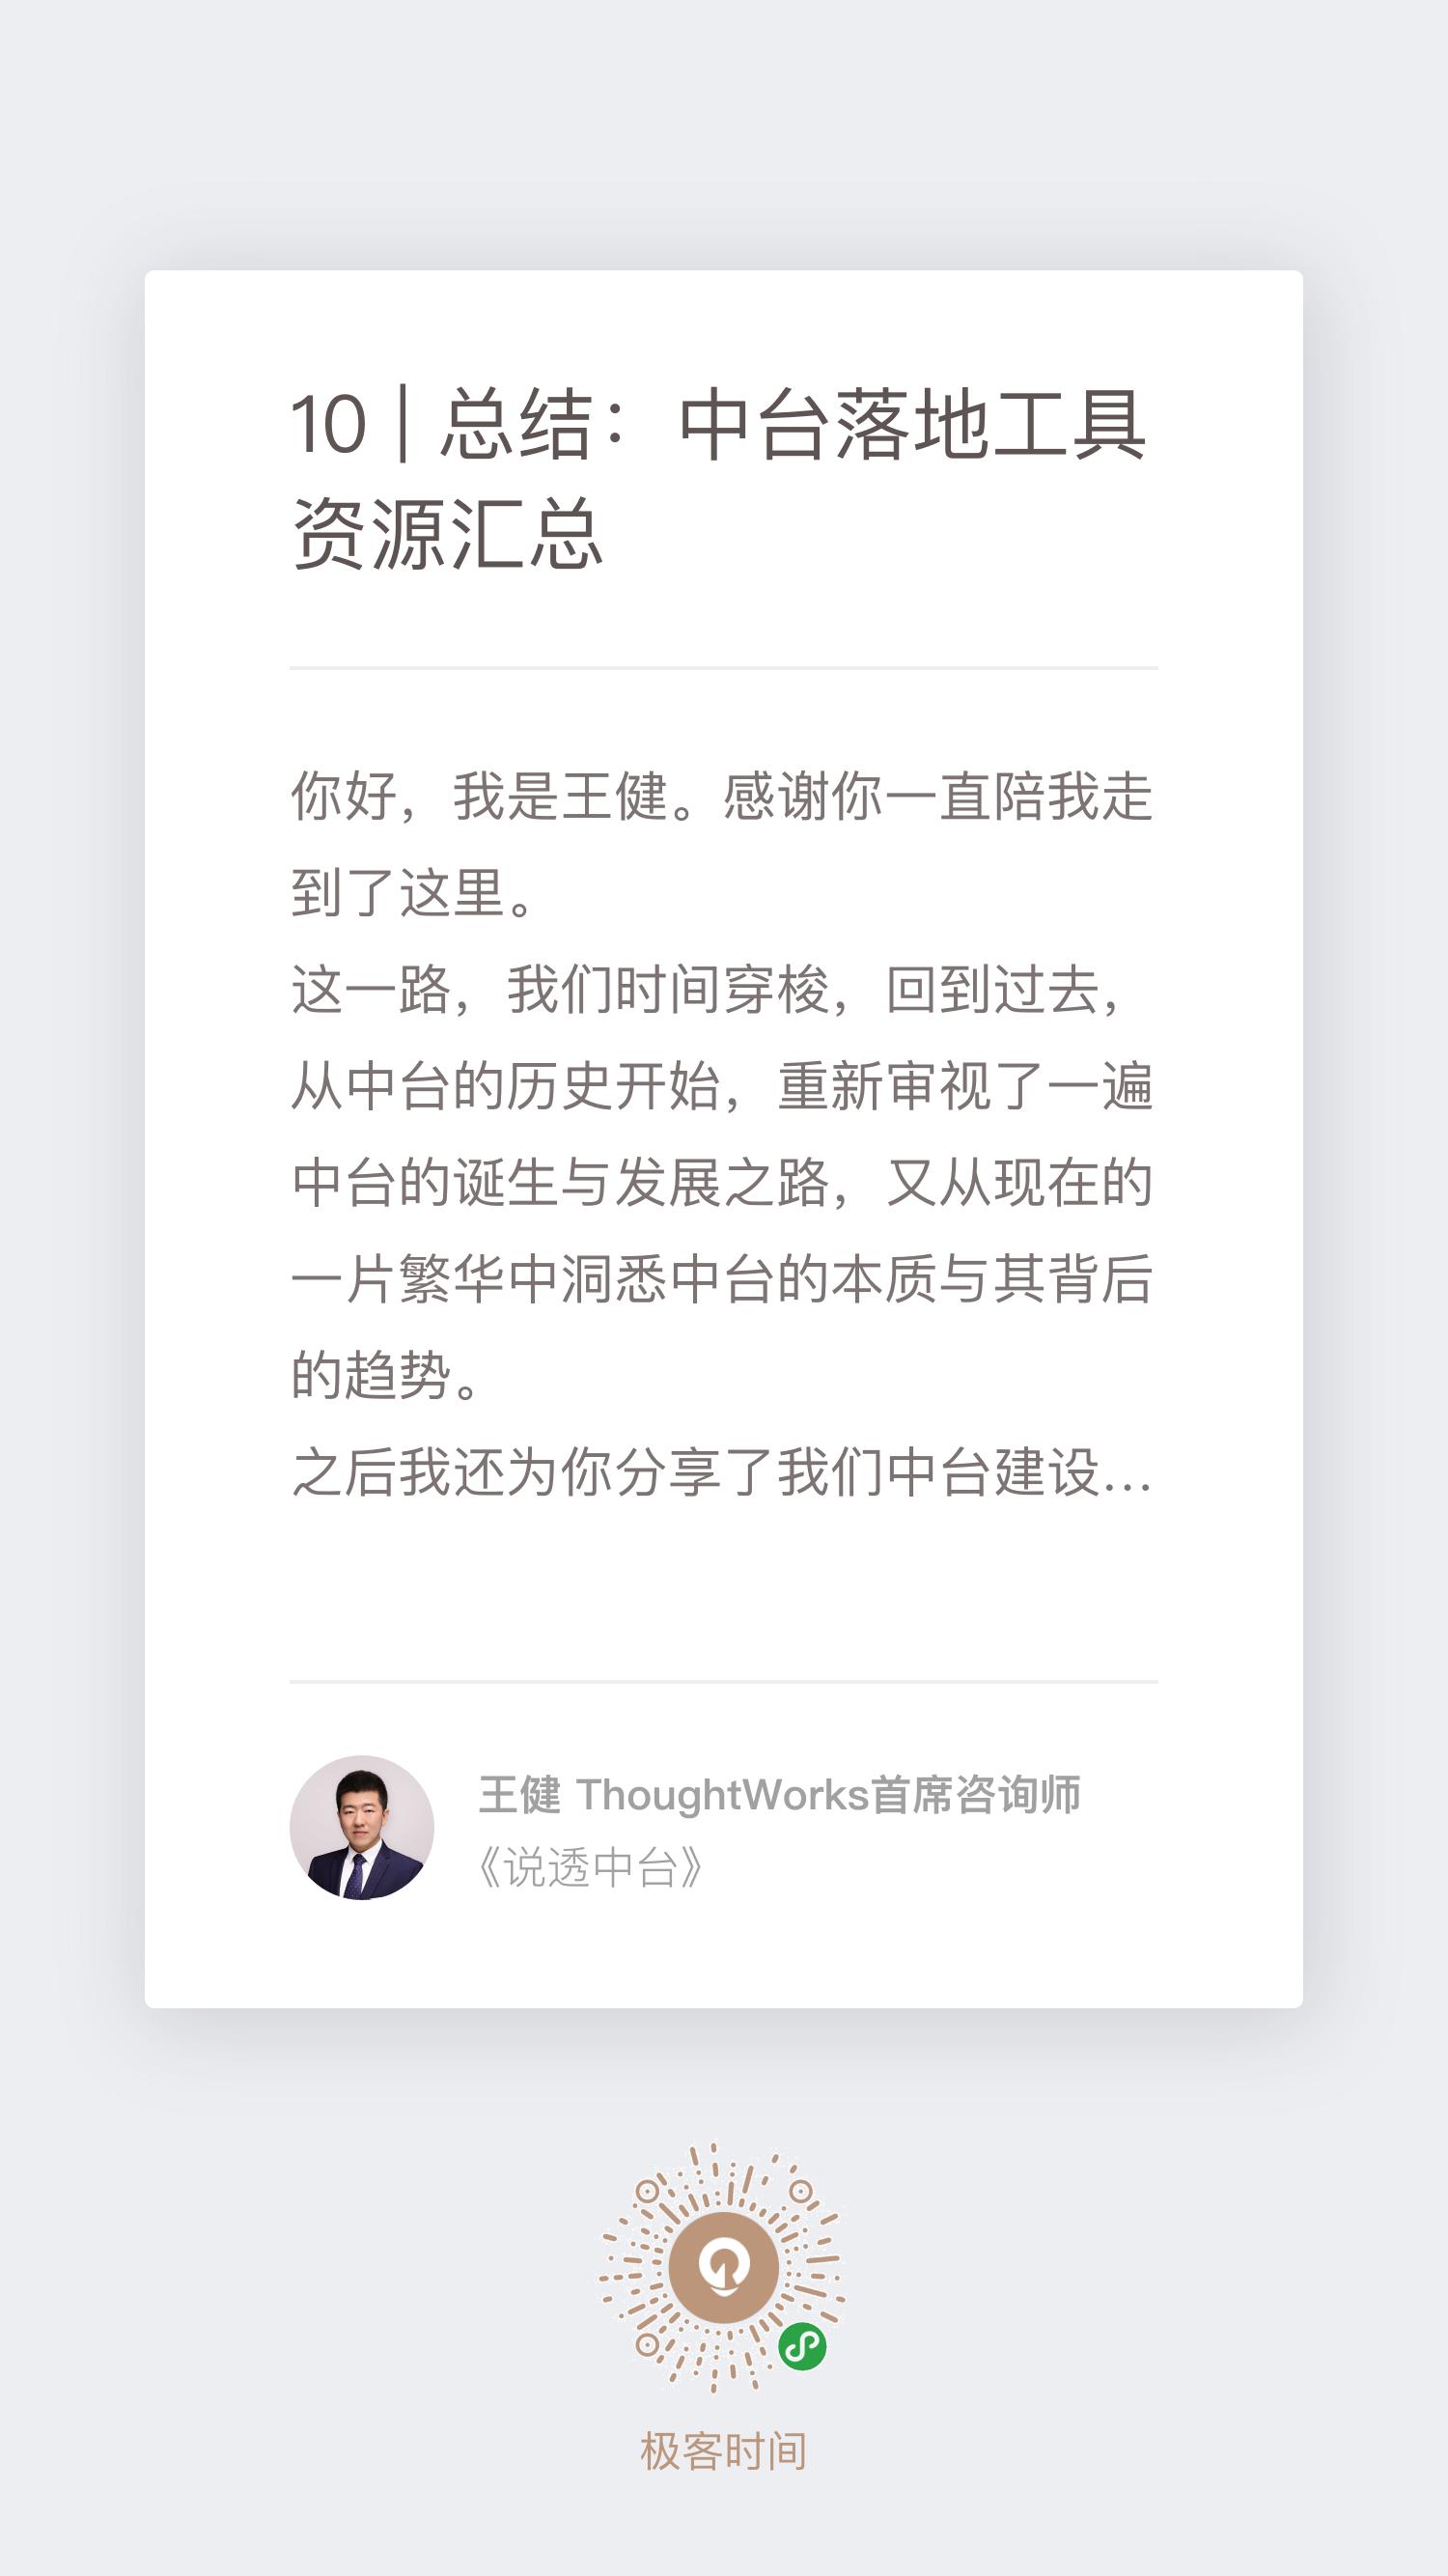 10 | 总结：中台落地工具
资源汇总
你好，我是王健。感谢你一直陪我走
到了这里。
这一路，我们时间穿梭，回到过去，
从中台的历史开始，重新审视了一遍
中台的诞生与发展之路，又从现在的
一片繁华中洞悉中台的本质与其背后
的趋势。
之后我还为你分享了我们中台建设...
王健 ThoughtWorks首席咨询师
《说透中台》
极客时间